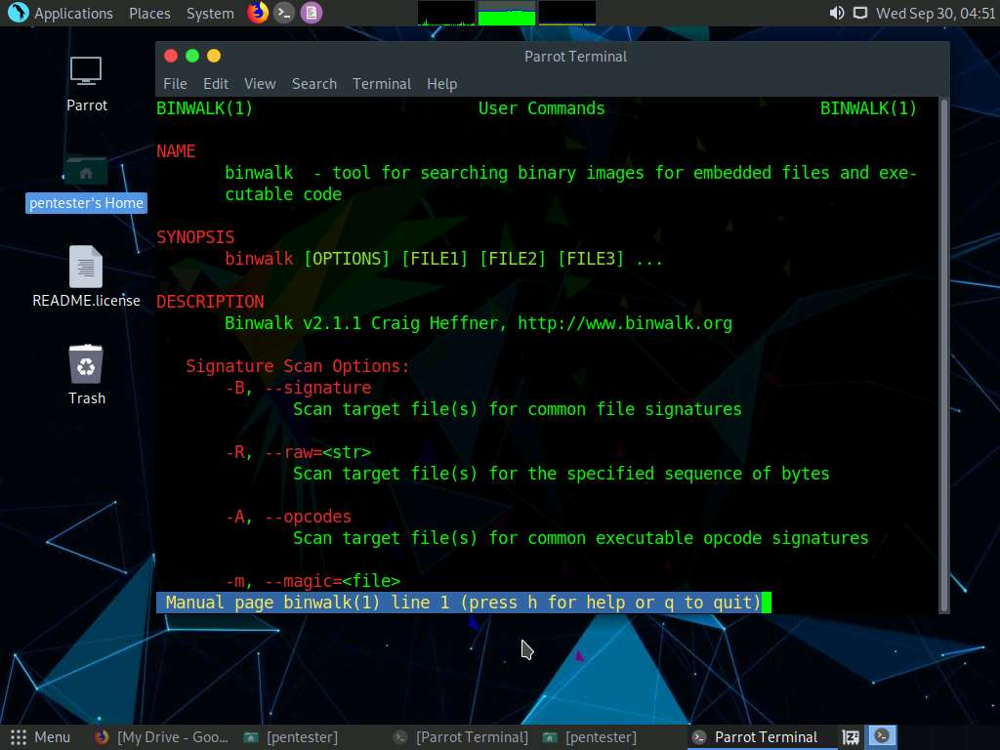 Applications Places System Wed Sep 30, 04:51
Parrot Terminal
File Edit View Search Terminal Help
Parrot
pentester's Home
README.license
Trash
BINWALK(1) User Commands BINWALK(1)
NAME
binwalk - tool for searching binary images for embedded files and exe-
cutable code
SYNOPSIS
binwalk [OPTIONS] [FILE1] [FILE2] [FILE3] ...
DESCRIPTION
Binwalk v2.1.1 Craig Heffner, http://www.binwalk.org
Signature Scan Options:
-B, --signature
Scan target file(s) for common file signatures
-R, --raw=<str>
Scan target file(s) for the specified sequence of bytes
-A, --opcodes
Scan target file(s) for common executable opcode signatures
-m, --magic=<file>
Manual page binwalk(1) line 1 (press h for help or q to quit)
Menu [My Drive - Goo... [pentester] [Parrot Terminal] [pentester] Parrot Terminal